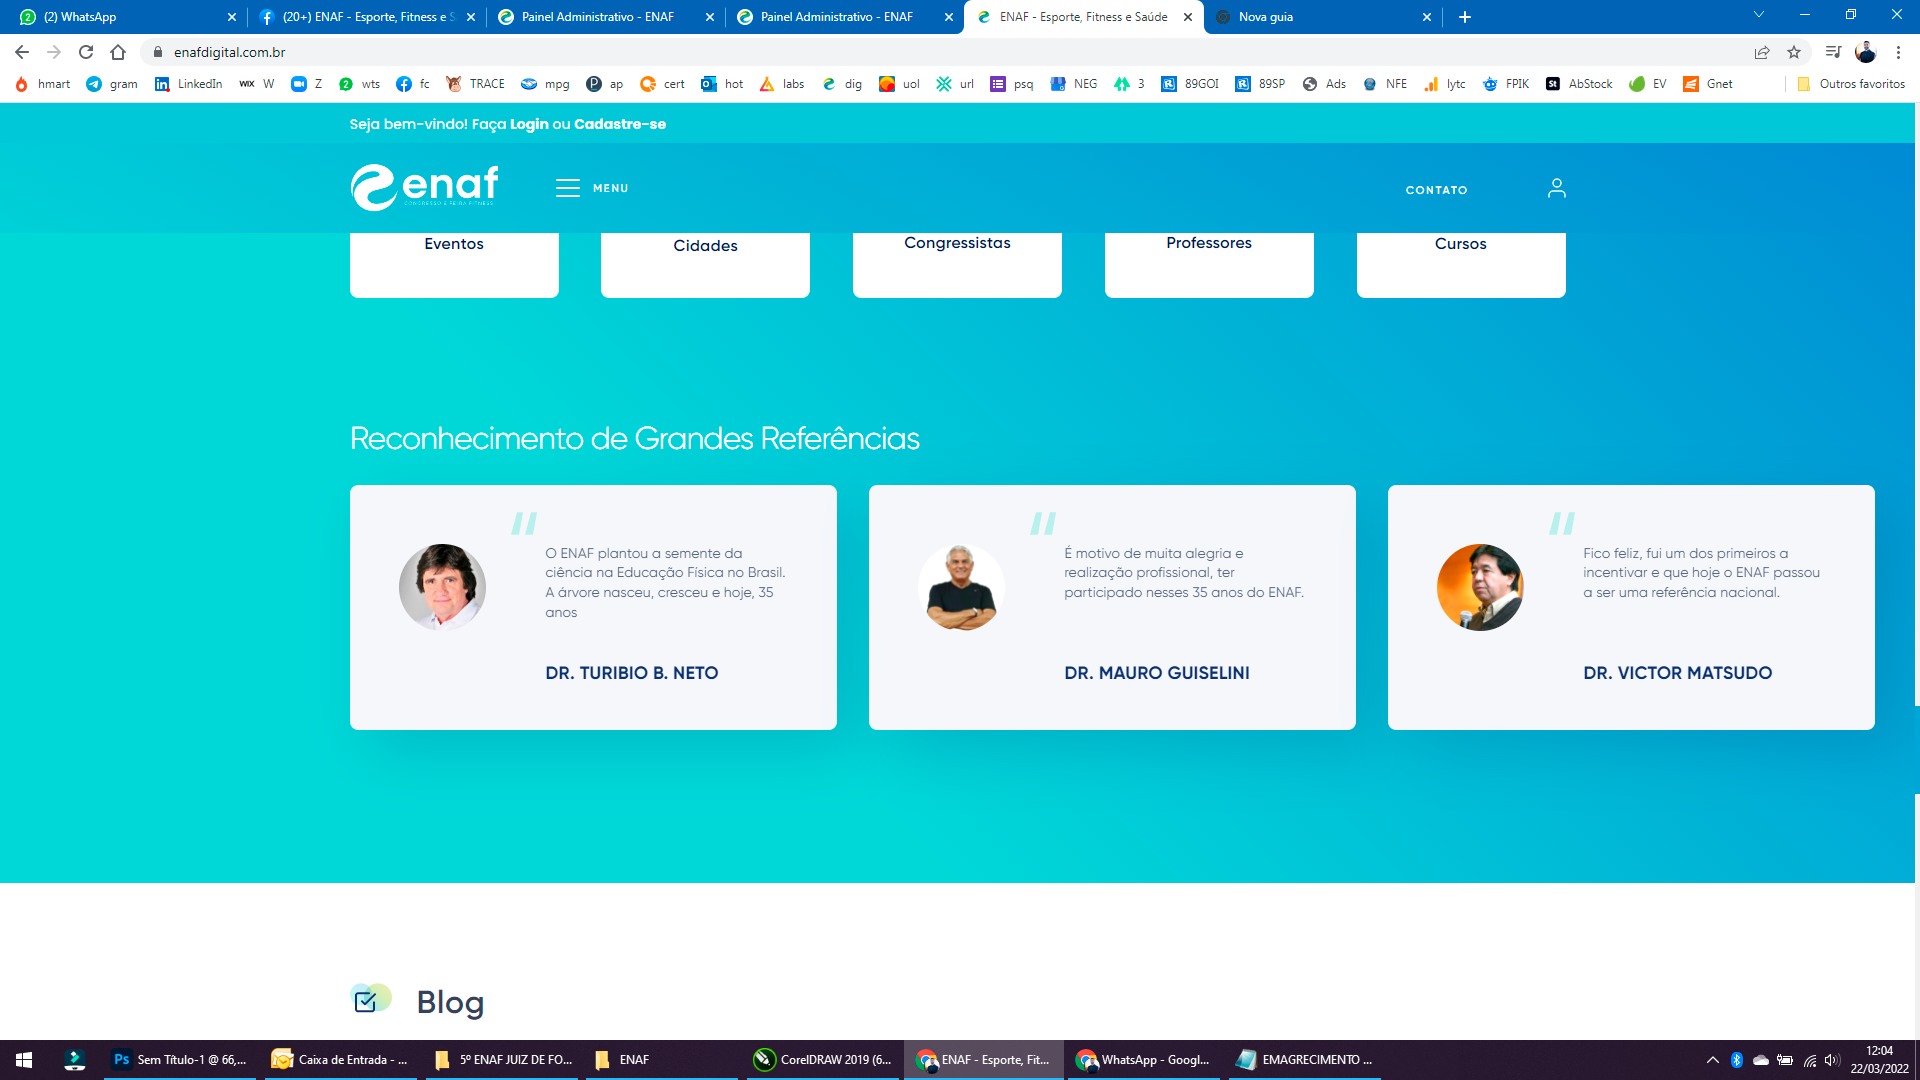 (2) WhatsApp
(20+) ENAF - Esporte, Fitness e S
Painel Administrativo - ENAF
Painel Administrativo - ENAF
ENAF - Esporte, Fitness e Saúde
Nova guia
enafdigital.com.br
hmart gram LinkedIn WiX W Z 2 wts fc TRACE mpg P ap cert hot labs dig uol url psq NEG 3 89GOI 89SP Ads NFE lytc FPIK St AbStock EV Gnet Outros favoritos
Seja bem-vindo! Faça Login ou Cadastre-se
enaf
CONGRESSO E FEIRA FITNESS
MENU
CONTATO
Eventos
Cidades
Congressistas
Professores
Cursos
Reconhecimento de Grandes Referências
O ENAF plantou a semente da
ciência na Educação Física no Brasil.
A árvore nasceu, cresceu e hoje, 35
anos
DR. TURIBIO B. NETO
É motivo de muita alegria e
realização profissional, ter
participado nesses 35 anos do ENAF.
DR. MAURO GUISELINI
Fico feliz, fui um dos primeiros a
incentivar e que hoje o ENAF passou
a ser uma referência nacional.
DR. VICTOR MATSUDO
Blog
Ps Sem Título-1 @ 66,...
Caixa de Entrada - ...
5º ENAF JUIZ DE FO...
ENAF
CorelDRAW 2019 (6...
ENAF - Esporte, Fit...
WhatsApp - Googl...
EMAGRECIMENTO ...
12:04
22/03/2022